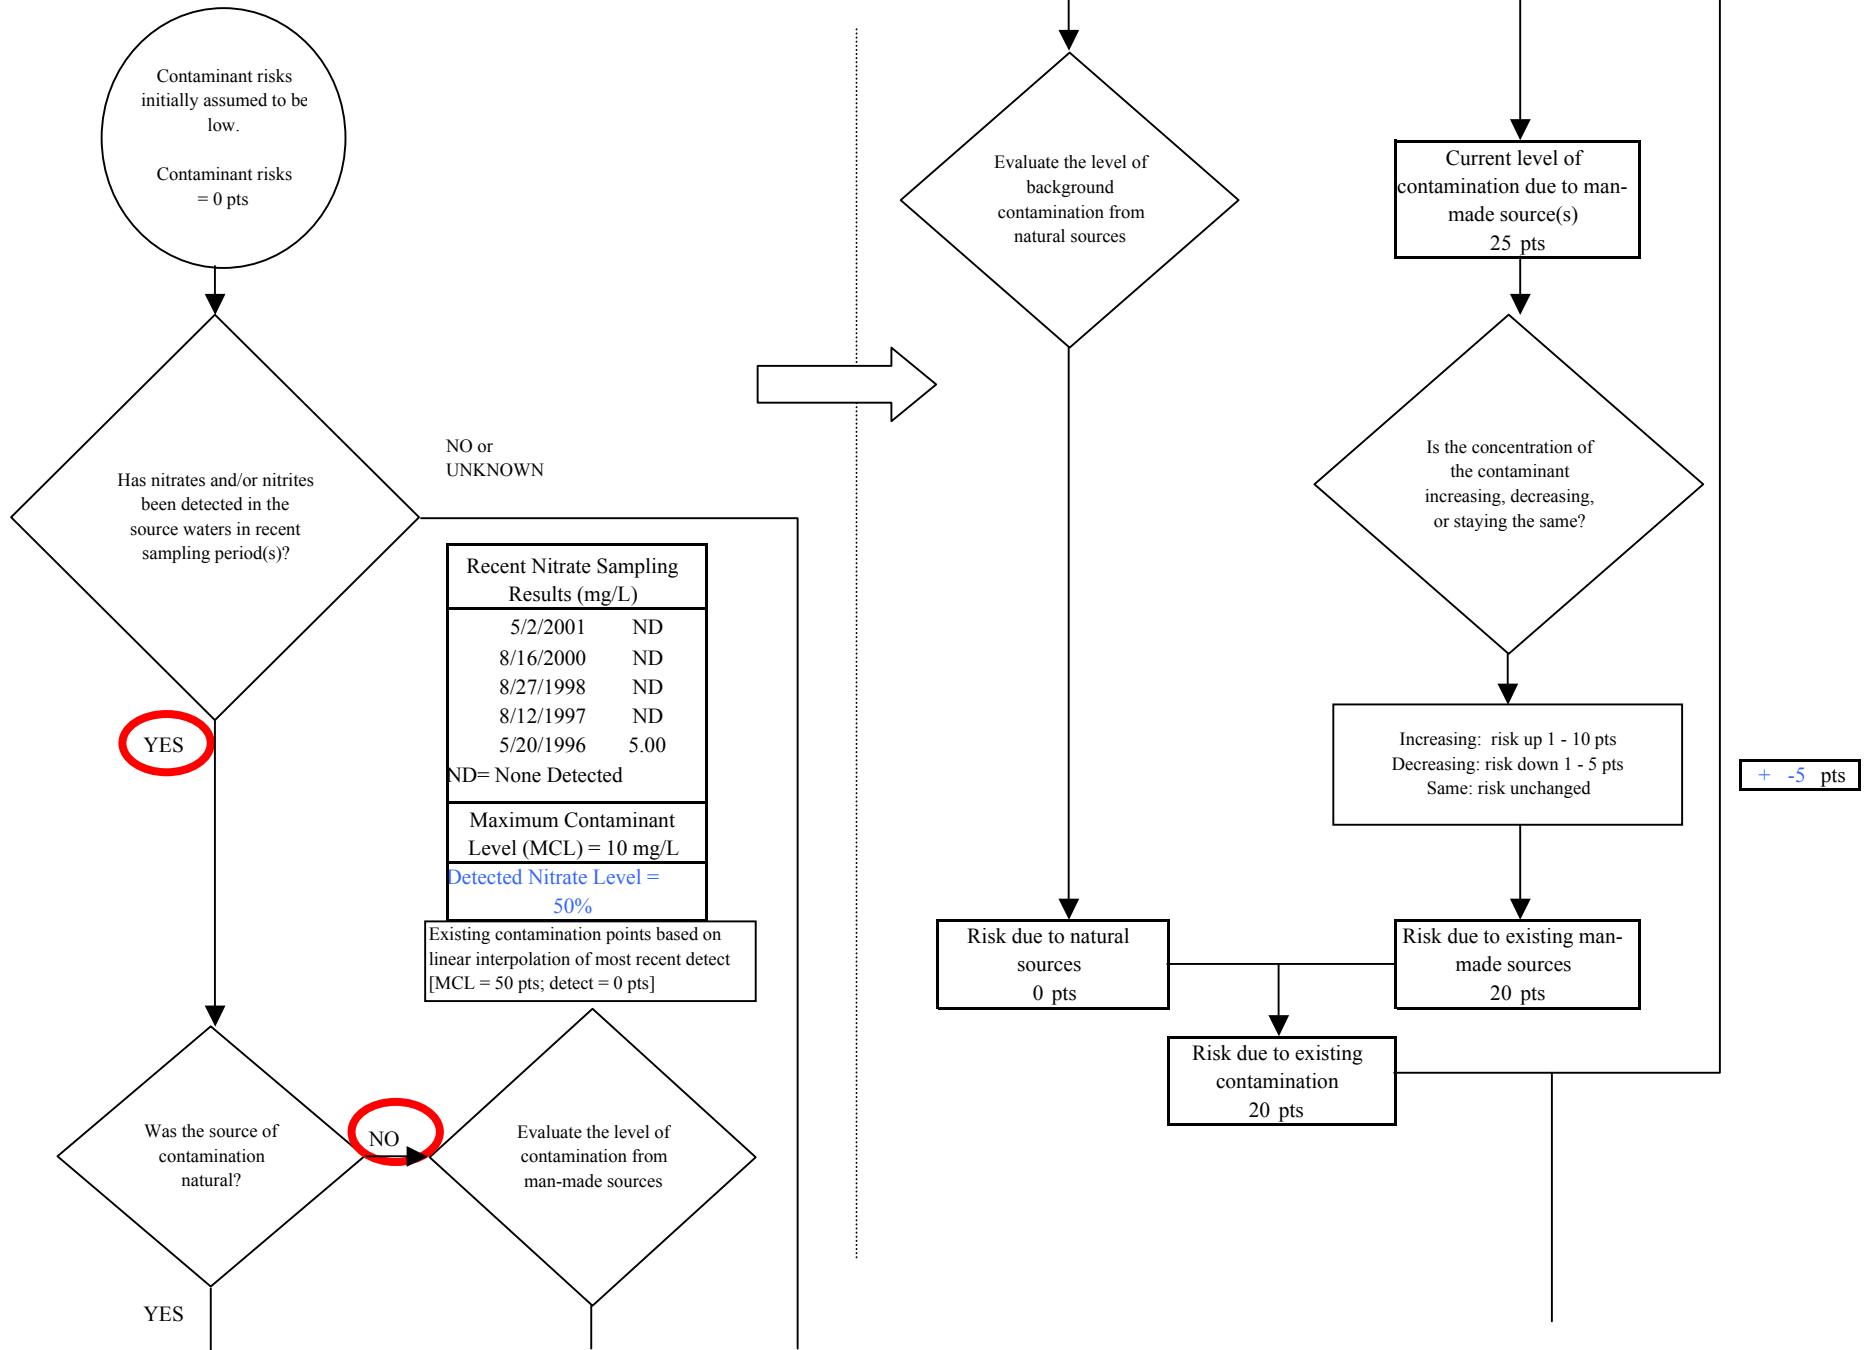 Contaminant risks
initially assumed to be
low.
Contaminant risks
= 0 pts
Has nitrates and/or nitrites
been detected in the
source waters in recent
sampling period(s)?
NO or
UNKNOWN
YES
Recent Nitrate Sampling
Results (mg/L)
5/2/2001 ND
8/16/2000 ND
8/27/1998 ND
8/12/1997 ND
5/20/1996 5.00
ND= None Detected
Maximum Contaminant
Level (MCL) = 10 mg/L
Detected Nitrate Level =
50%
Existing contamination points based on
linear interpolation of most recent detect
[MCL = 50 pts; detect = 0 pts]
Was the source of
contamination
natural?
NO
Evaluate the level of
contamination from
man-made sources
YES
Evaluate the level of
background
contamination from
natural sources
Current level of
contamination due to man-
made source(s)
25 pts
Is the concentration of
the contaminant
increasing, decreasing,
or staying the same?
Increasing: risk up 1 - 10 pts
Decreasing: risk down 1 - 5 pts
Same: risk unchanged
+ -5 pts
Risk due to natural
sources
0 pts
Risk due to existing man-
made sources
20 pts
Risk due to existing
contamination
20 pts